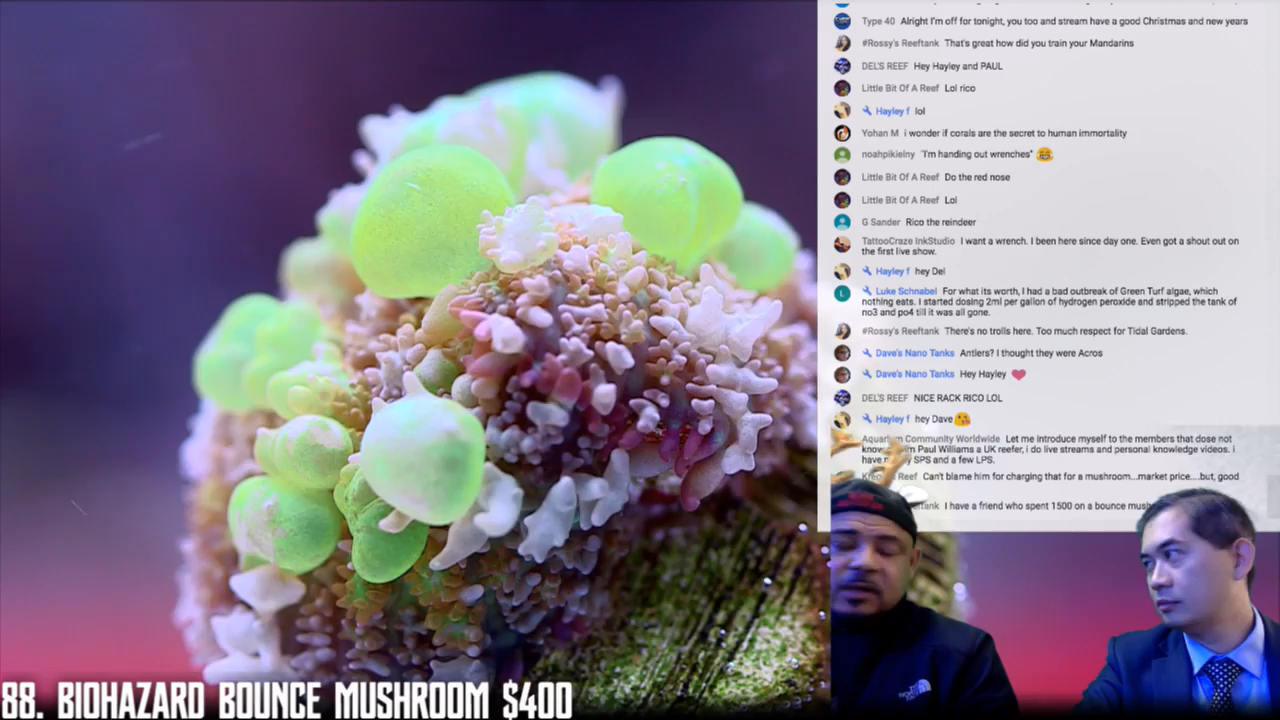 Type 40 Alright I'm off for tonight, you too and stream have a good Christmas and new years
#Rossy's Reeftank That's great how did you train your Mandarins
DEL'S REEF Hey Hayley and PAUL
Little Bit Of A Reef Lol rico
Hayley f lol
Yohan M i wonder if corals are the secret to human immortality
noahpikielny "I'm handing out wrenches" 😂
Little Bit Of A Reef Do the red nose
Little Bit Of A Reef Lol
G Sander Rico the reindeer
TattooCraze InkStudio I want a wrench. I been here since day one. Even got a shout out on
the first live show.
Hayley f hey Del
L
Luke Schnabel For what its worth, I had a bad outbreak of Green Turf algae, which
nothing eats. I started dosing 2ml per gallon of hydrogen peroxide and stripped the tank of
no3 and po4 till it was all gone.
#Rossy's Reeftank There's no trolls here. Too much respect for Tidal Gardens.
Dave's Nano Tanks Antlers? I thought they were Acros
Dave's Nano Tanks Hey Hayley ❤
DEL'S REEF NICE RACK RICO LOL
Hayley f hey Dave 😘
Aquarium Community Worldwide Let me introduce myself to the members that dose not
Paul Williams a UK reefer, i do live streams and personal knowledge videos. i
have SPS and a few LPS.
Reef Can't blame him for charging that for a mushroom...market price....but, good
I have a friend who spent 1500 on a bounce
88. BIOHAZARD BOUNCE MUSHROOM $400